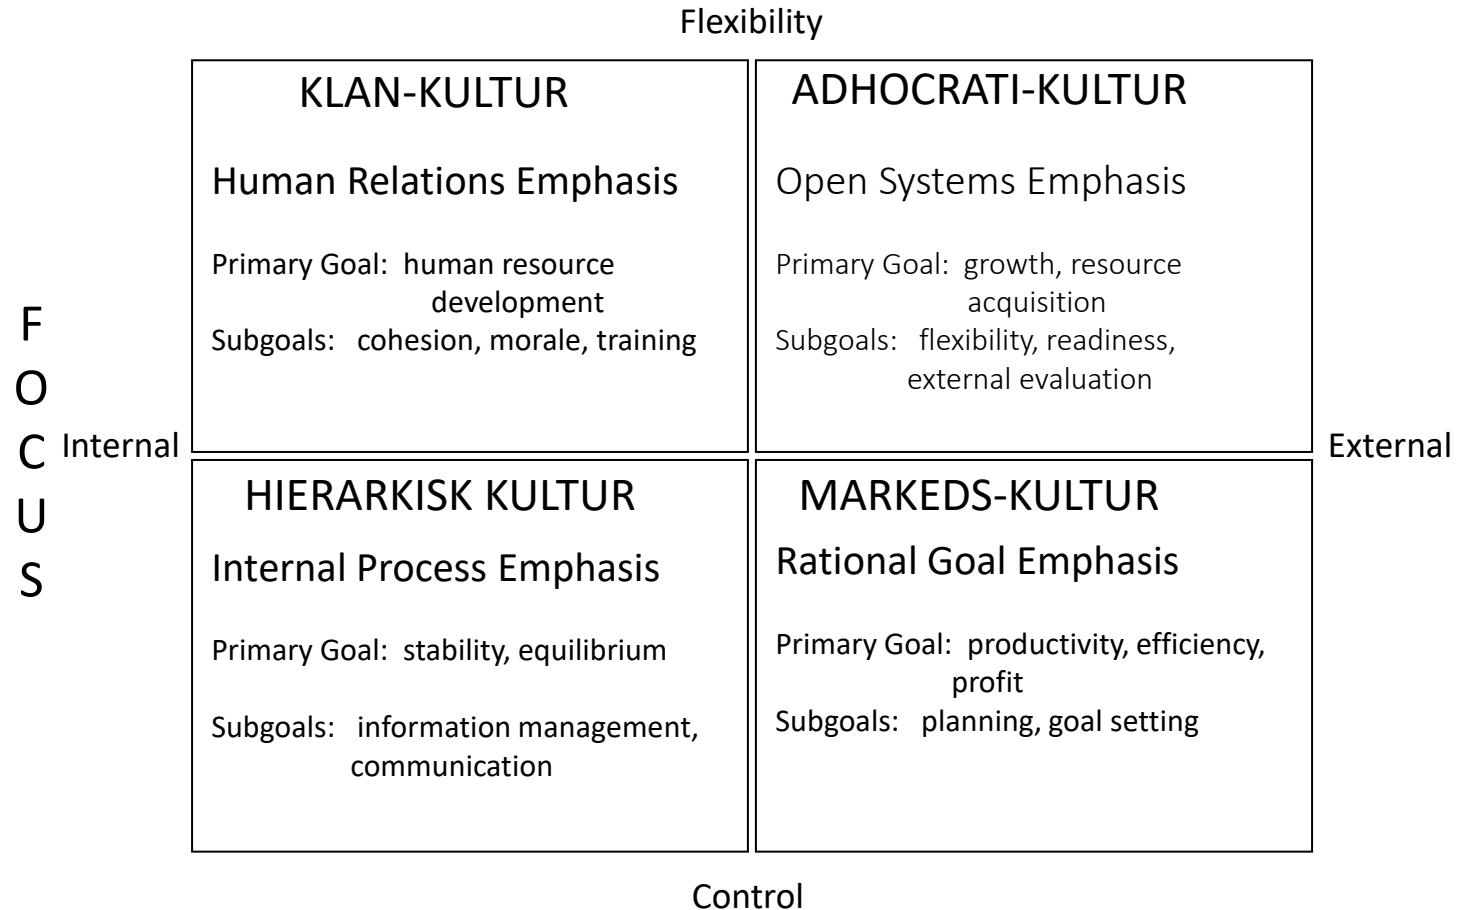 Flexibility
KLAN-KULTUR
Human Relations Emphasis
Primary Goal: human resource
development
Subgoals: cohesion, morale, training
ADHOCRATI-KULTUR
Open Systems Emphasis
Primary Goal: growth, resource
acquisition
Subgoals: flexibility, readiness,
external evaluation
F
O
C
U
S
Internal
External
HIERARKISK KULTUR
Internal Process Emphasis
Primary Goal: stability, equilibrium
Subgoals: information management,
communication
MARKEDS-KULTUR
Rational Goal Emphasis
Primary Goal: productivity, efficiency,
profit
Subgoals: planning, goal setting
Control